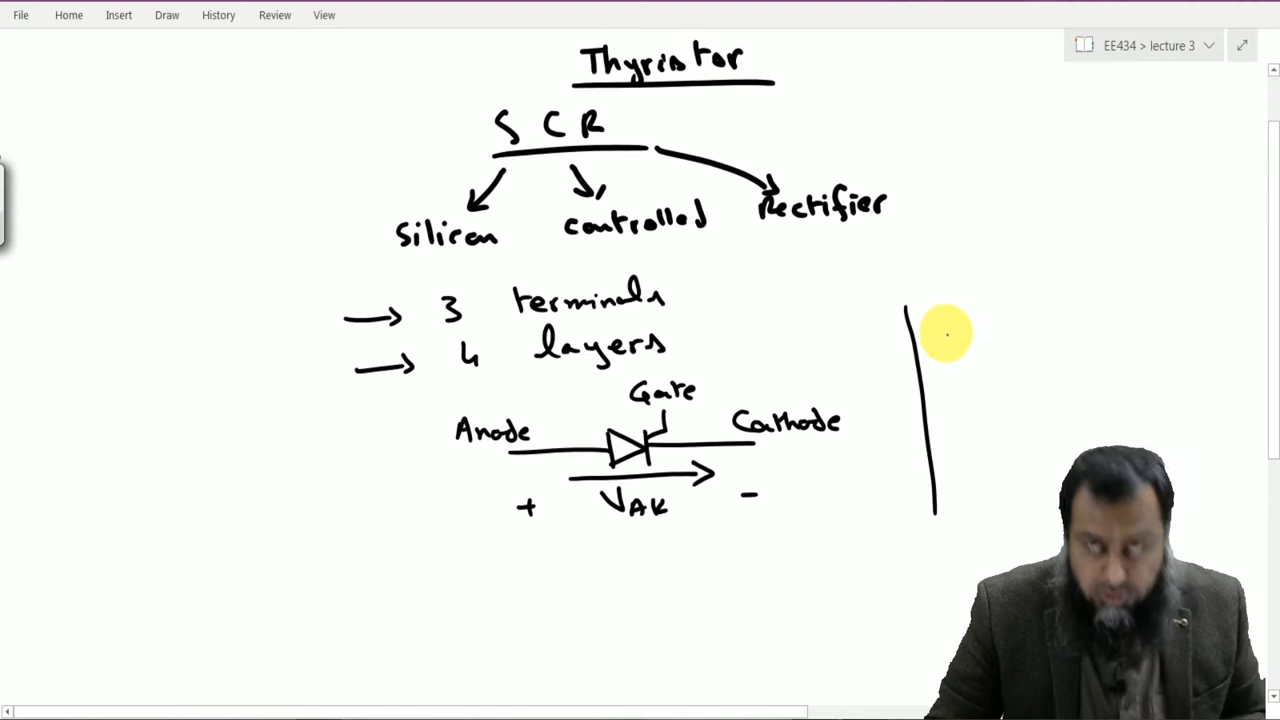 File Home Insert Draw History Review View
EE434 > lecture 3
Thyristor
SCR
Silicon controlled Rectifier
3 terminals
4 layers
Gate
Anode Cathode
+ VAK -